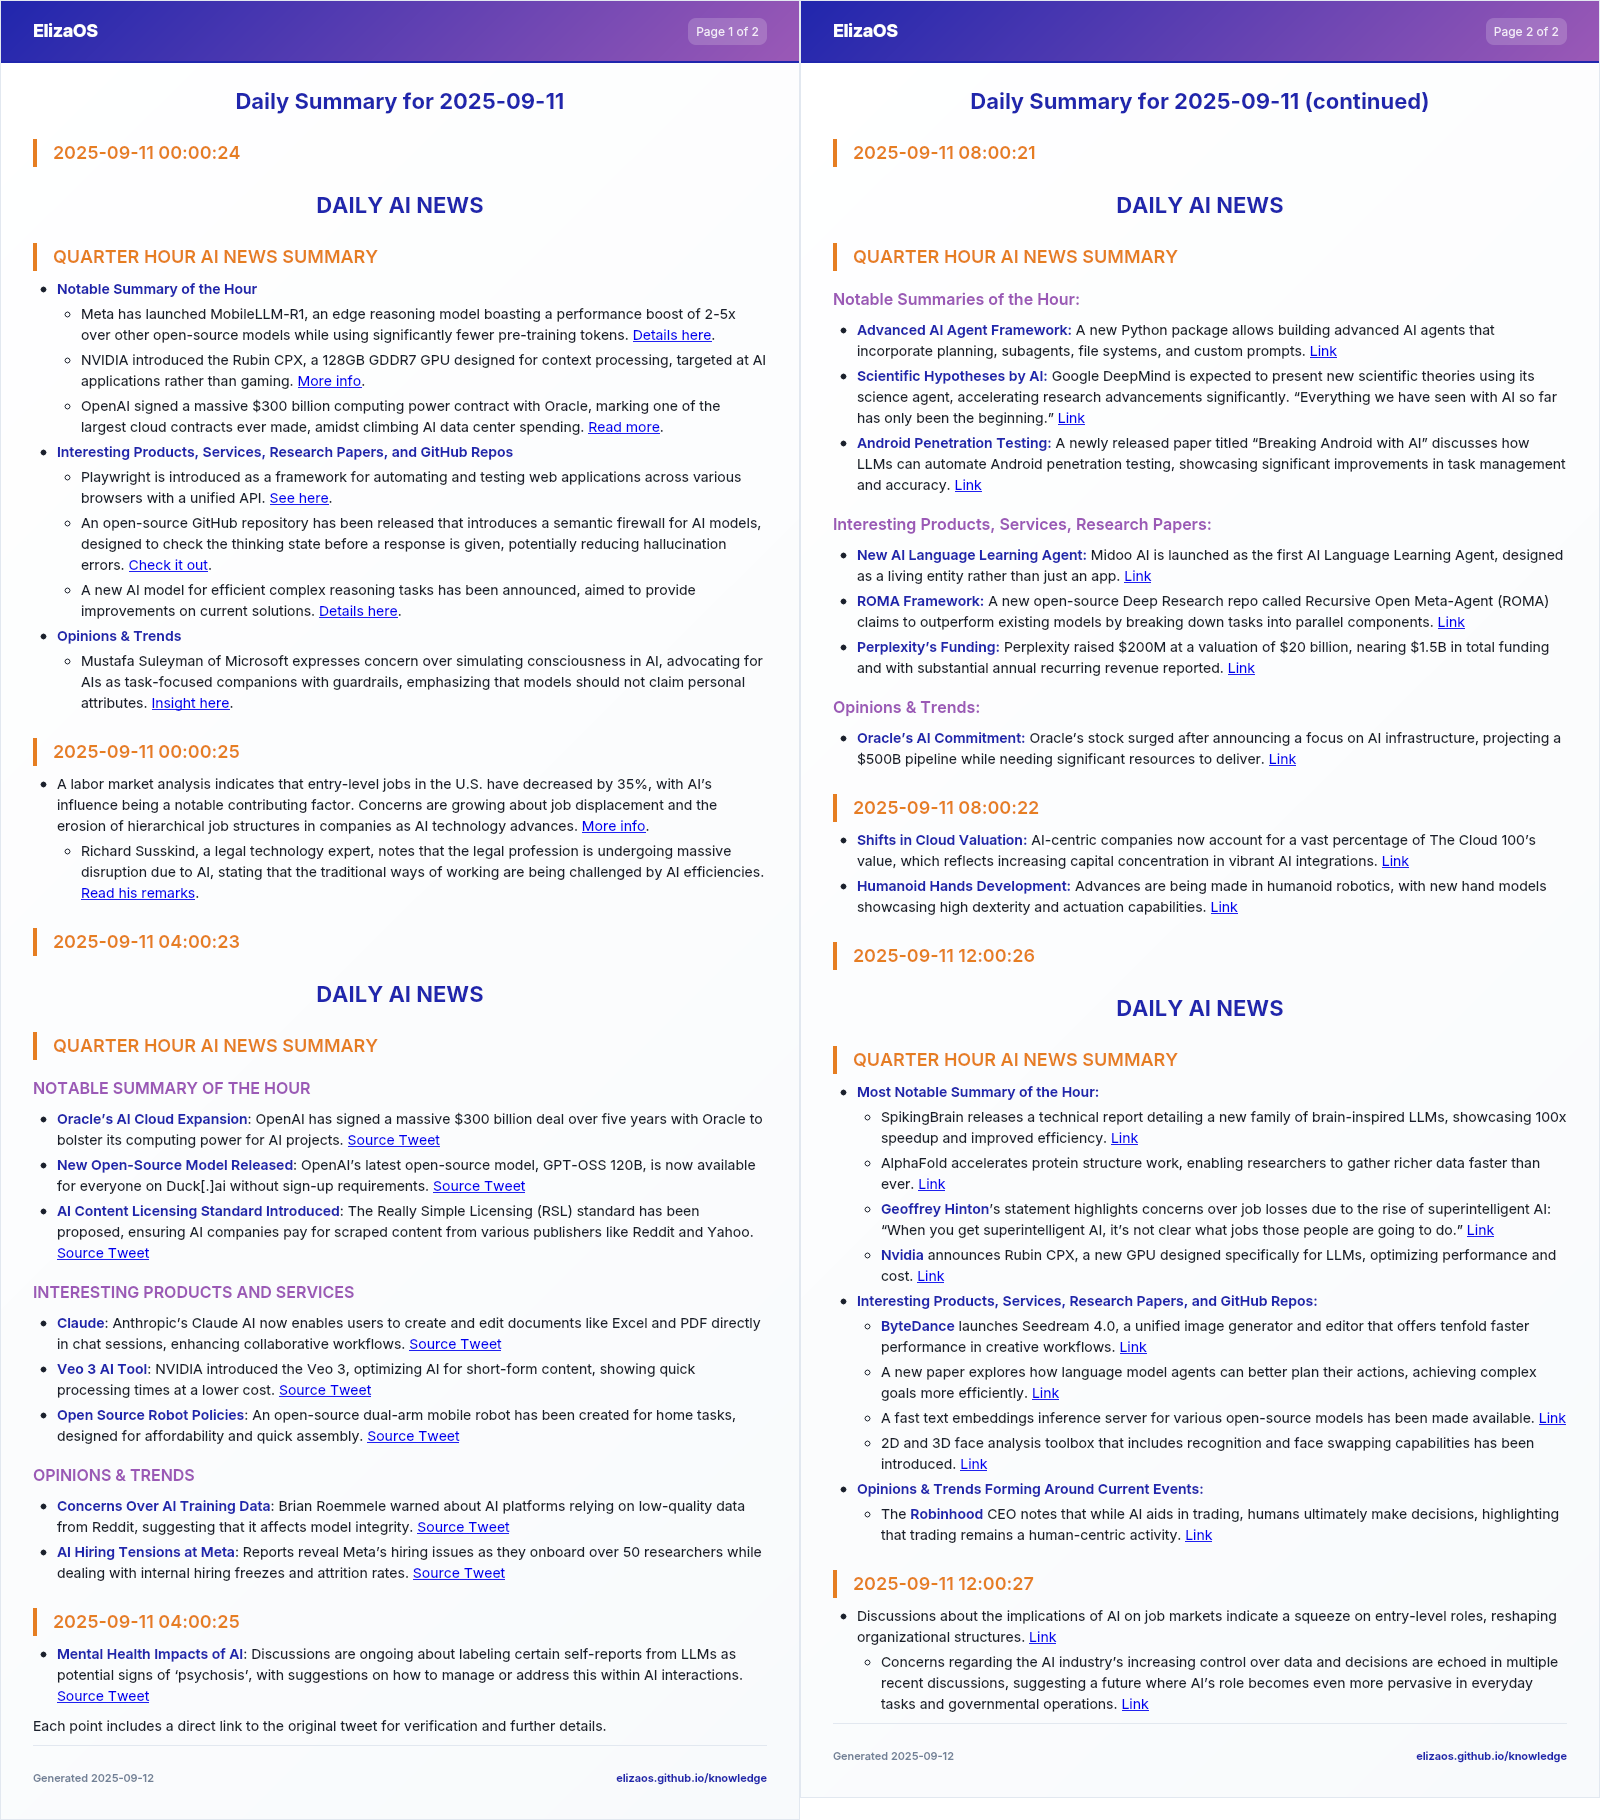 ElizaOS
Page 1 of 2
Daily Summary for 2025-09-11
2025-09-11 00:00:24
DAILY AI NEWS
QUARTER HOUR AI NEWS SUMMARY
• Notable Summary of the Hour
◦ Meta has launched MobileLLM-R1, an edge reasoning model boasting a performance boost of 2-5x
over other open-source models while using significantly fewer pre-training tokens. Details here.
◦ NVIDIA introduced the Rubin CPX, a 128GB GDDR7 GPU designed for context processing, targeted at AI
applications rather than gaming. More info.
◦ OpenAI signed a massive $300 billion computing power contract with Oracle, marking one of the
largest cloud contracts ever made, amidst climbing AI data center spending. Read more.
• Interesting Products, Services, Research Papers, and GitHub Repos
◦ Playwright is introduced as a framework for automating and testing web applications across various
browsers with a unified API. See here.
◦ An open-source GitHub repository has been released that introduces a semantic firewall for AI models,
designed to check the thinking state before a response is given, potentially reducing hallucination
errors. Check it out.
◦ A new AI model for efficient complex reasoning tasks has been announced, aimed to provide
improvements on current solutions. Details here.
• Opinions & Trends
◦ Mustafa Suleyman of Microsoft expresses concern over simulating consciousness in AI, advocating for
AIs as task-focused companions with guardrails, emphasizing that models should not claim personal
attributes. Insight here.
2025-09-11 00:00:25
• A labor market analysis indicates that entry-level jobs in the U.S. have decreased by 35%, with AI’s
influence being a notable contributing factor. Concerns are growing about job displacement and the
erosion of hierarchical job structures in companies as AI technology advances. More info.
◦ Richard Susskind, a legal technology expert, notes that the legal profession is undergoing massive
disruption due to AI, stating that the traditional ways of working are being challenged by AI efficiencies.
Read his remarks.
2025-09-11 04:00:23
DAILY AI NEWS
QUARTER HOUR AI NEWS SUMMARY
NOTABLE SUMMARY OF THE HOUR
• Oracle’s AI Cloud Expansion: OpenAI has signed a massive $300 billion deal over five years with Oracle to
bolster its computing power for AI projects. Source Tweet
• New Open-Source Model Released: OpenAI’s latest open-source model, GPT-OSS 120B, is now available
for everyone on Duck[.]ai without sign-up requirements. Source Tweet
• AI Content Licensing Standard Introduced: The Really Simple Licensing (RSL) standard has been
proposed, ensuring AI companies pay for scraped content from various publishers like Reddit and Yahoo.
Source Tweet
INTERESTING PRODUCTS AND SERVICES
• Claude: Anthropic’s Claude AI now enables users to create and edit documents like Excel and PDF directly
in chat sessions, enhancing collaborative workflows. Source Tweet
• Veo 3 AI Tool: NVIDIA introduced the Veo 3, optimizing AI for short-form content, showing quick
processing times at a lower cost. Source Tweet
• Open Source Robot Policies: An open-source dual-arm mobile robot has been created for home tasks,
designed for affordability and quick assembly. Source Tweet
OPINIONS & TRENDS
• Concerns Over AI Training Data: Brian Roemmele warned about AI platforms relying on low-quality data
from Reddit, suggesting that it affects model integrity. Source Tweet
• AI Hiring Tensions at Meta: Reports reveal Meta’s hiring issues as they onboard over 50 researchers while
dealing with internal hiring freezes and attrition rates. Source Tweet
2025-09-11 04:00:25
• Mental Health Impacts of AI: Discussions are ongoing about labeling certain self-reports from LLMs as
potential signs of ‘psychosis’, with suggestions on how to manage or address this within AI interactions.
Source Tweet
Each point includes a direct link to the original tweet for verification and further details.
Generated 2025-09-12
elizaos.github.io/knowledge
ElizaOS
Page 2 of 2
Daily Summary for 2025-09-11 (continued)
2025-09-11 08:00:21
DAILY AI NEWS
QUARTER HOUR AI NEWS SUMMARY
Notable Summaries of the Hour:
• Advanced AI Agent Framework: A new Python package allows building advanced AI agents that
incorporate planning, subagents, file systems, and custom prompts. Link
• Scientific Hypotheses by AI: Google DeepMind is expected to present new scientific theories using its
science agent, accelerating research advancements significantly. “Everything we have seen with AI so far
has only been the beginning.” Link
• Android Penetration Testing: A newly released paper titled “Breaking Android with AI” discusses how
LLMs can automate Android penetration testing, showcasing significant improvements in task management
and accuracy. Link
Interesting Products, Services, Research Papers:
• New AI Language Learning Agent: Midoo AI is launched as the first AI Language Learning Agent, designed
as a living entity rather than just an app. Link
• ROMA Framework: A new open-source Deep Research repo called Recursive Open Meta-Agent (ROMA)
claims to outperform existing models by breaking down tasks into parallel components. Link
• Perplexity’s Funding: Perplexity raised $200M at a valuation of $20 billion, nearing $1.5B in total funding
and with substantial annual recurring revenue reported. Link
Opinions & Trends:
• Oracle’s AI Commitment: Oracle’s stock surged after announcing a focus on AI infrastructure, projecting a
$500B pipeline while needing significant resources to deliver. Link
2025-09-11 08:00:22
• Shifts in Cloud Valuation: AI-centric companies now account for a vast percentage of The Cloud 100’s
value, which reflects increasing capital concentration in vibrant AI integrations. Link
• Humanoid Hands Development: Advances are being made in humanoid robotics, with new hand models
showcasing high dexterity and actuation capabilities. Link
2025-09-11 12:00:26
DAILY AI NEWS
QUARTER HOUR AI NEWS SUMMARY
• Most Notable Summary of the Hour:
◦ SpikingBrain releases a technical report detailing a new family of brain-inspired LLMs, showcasing 100x
speedup and improved efficiency. Link
◦ AlphaFold accelerates protein structure work, enabling researchers to gather richer data faster than
ever. Link
◦ Geoffrey Hinton’s statement highlights concerns over job losses due to the rise of superintelligent AI:
“When you get superintelligent AI, it’s not clear what jobs those people are going to do.” Link
◦ Nvidia announces Rubin CPX, a new GPU designed specifically for LLMs, optimizing performance and
cost. Link
• Interesting Products, Services, Research Papers, and GitHub Repos:
◦ ByteDance launches Seedream 4.0, a unified image generator and editor that offers tenfold faster
performance in creative workflows. Link
◦ A new paper explores how language model agents can better plan their actions, achieving complex
goals more efficiently. Link
◦ A fast text embeddings inference server for various open-source models has been made available. Link
◦ 2D and 3D face analysis toolbox that includes recognition and face swapping capabilities has been
introduced. Link
• Opinions & Trends Forming Around Current Events:
◦ The Robinhood CEO notes that while AI aids in trading, humans ultimately make decisions, highlighting
that trading remains a human-centric activity. Link
2025-09-11 12:00:27
• Discussions about the implications of AI on job markets indicate a squeeze on entry-level roles, reshaping
organizational structures. Link
◦ Concerns regarding the AI industry’s increasing control over data and decisions are echoed in multiple
recent discussions, suggesting a future where AI’s role becomes even more pervasive in everyday
tasks and governmental operations. Link
Generated 2025-09-12
elizaos.github.io/knowledge